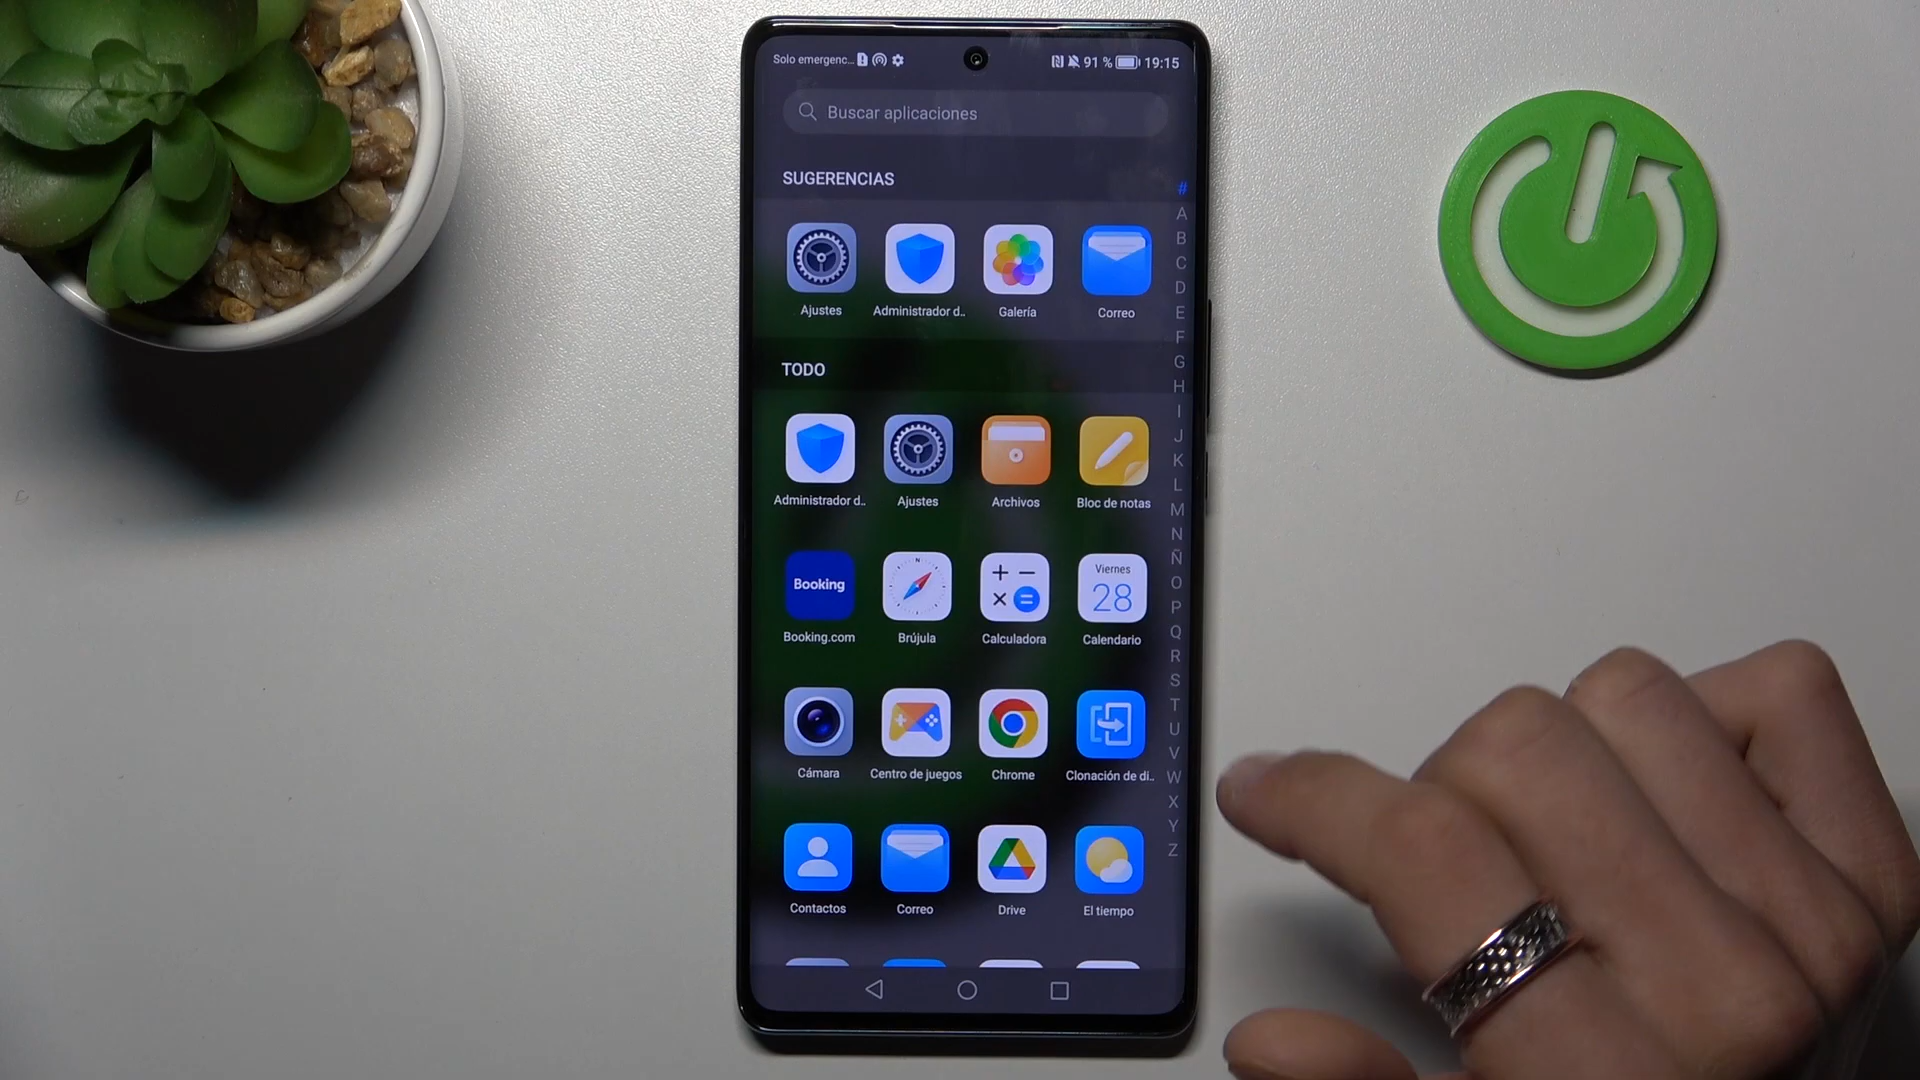 Solo emergenc...
91 % 19:15
Buscar aplicaciones
SUGERENCIAS
Ajustes Administrador d.. Galería Correo
TODO
Administrador d.. Ajustes Archivos Bloc de notas
Booking Viernes 28
Booking.com Brújula Calculadora Calendario
Cámara Centro de juegos Chrome Clonación de di..
Contactos Correo Drive El tiempo
#
A
B
C
D
E
F
G
H
I
J
K
L
M
N
Ñ
O
P
Q
R
S
T
U
V
W
X
Y
Z